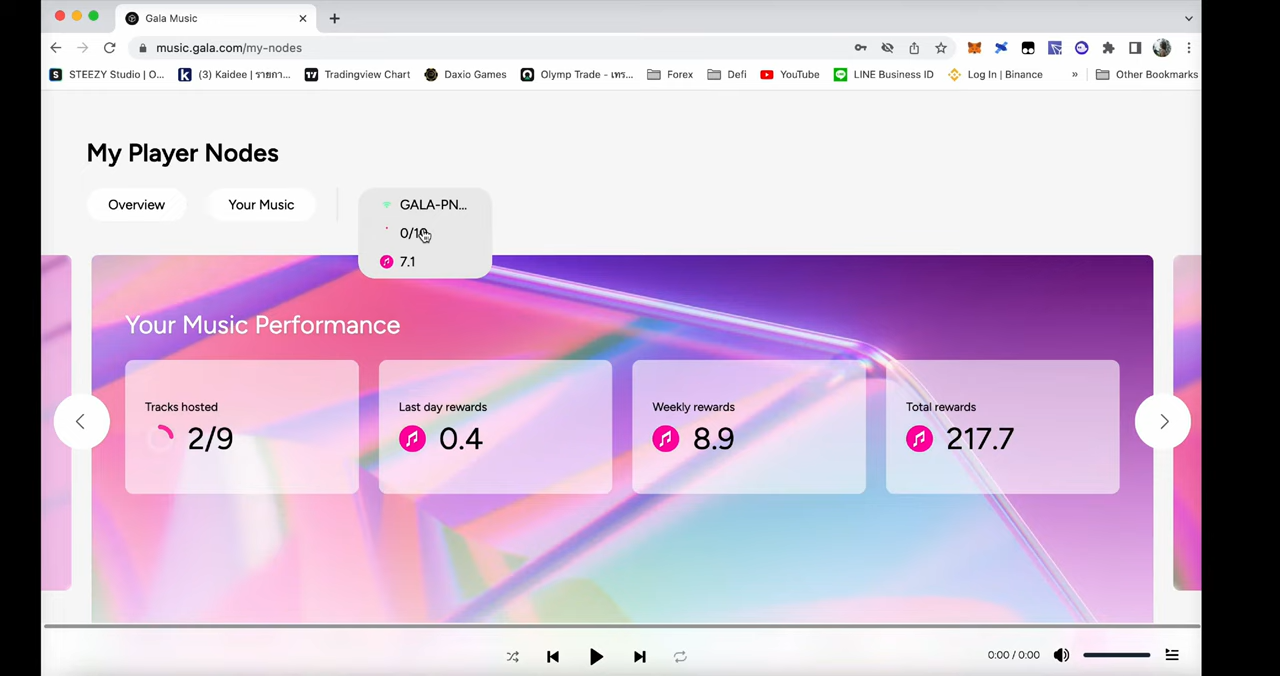 Gala Music
music.gala.com/my-nodes
STEEZY Studio | O...
(3) Kaidee | ราชกา...
Tradingview Chart
Daxio Games
Olymp Trade - เทร...
Forex
Defi
YouTube
LINE Business ID
Log In | Binance
»
Other Bookmarks
My Player Nodes
Overview
Your Music
GALA-PN...
7.1
Your Music Performance
Tracks hosted
2/9
Last day rewards
0.4
Weekly rewards
8.9
Total rewards
217.7
0:00 / 0:00